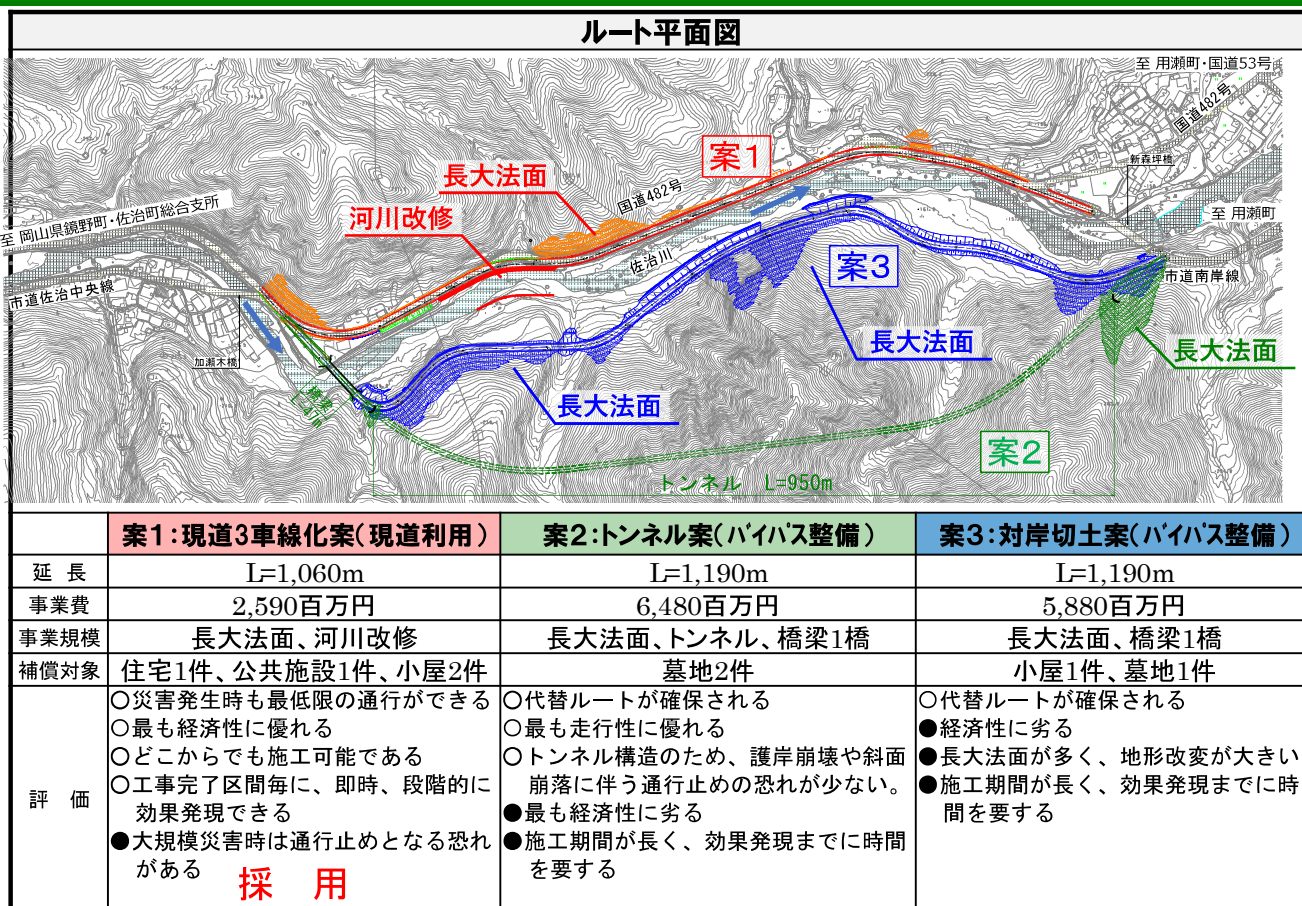 ルート平面図
至 用瀬町・国道53号
国道482号
案1
新森坪橋
長大法面
国道482号
河川改修
至 岡山県鏡野町・佐治町総合支所
至 用瀬町
佐治川
案3
市道佐治中央線
市道南岸線
加瀬木橋
長大法面
長大法面
橋梁
L=47m
長大法面
案2
トンネル L=950m
案1:現道3車線化案(現道利用) 案2:トンネル案(バイパス整備) 案3:対岸切土案(バイパス整備)
延 長 L=1,060m L=1,190m L=1,190m
事業費 2,590百万円 6,480百万円 5,880百万円
事業規模 長大法面、河川改修 長大法面、トンネル、橋梁1橋 長大法面、橋梁1橋
補償対象 住宅1件、公共施設1件、小屋2件 墓地2件 小屋1件、墓地1件
評 価
○災害発生時も最低限の通行ができる
○最も経済性に優れる
○どこからでも施工可能である
○工事完了区間毎に、即時、段階的に
効果発現できる
●大規模災害時は通行止めとなる恐れ
がある
採 用
○代替ルートが確保される
○最も走行性に優れる
○トンネル構造のため、護岸崩壊や斜面
崩落に伴う通行止めの恐れが少ない。
●最も経済性に劣る
●施工期間が長く、効果発現までに時間
を要する
○代替ルートが確保される
●経済性に劣る
●長大法面が多く、地形改変が大きい
●施工期間が長く、効果発現までに時
間を要する